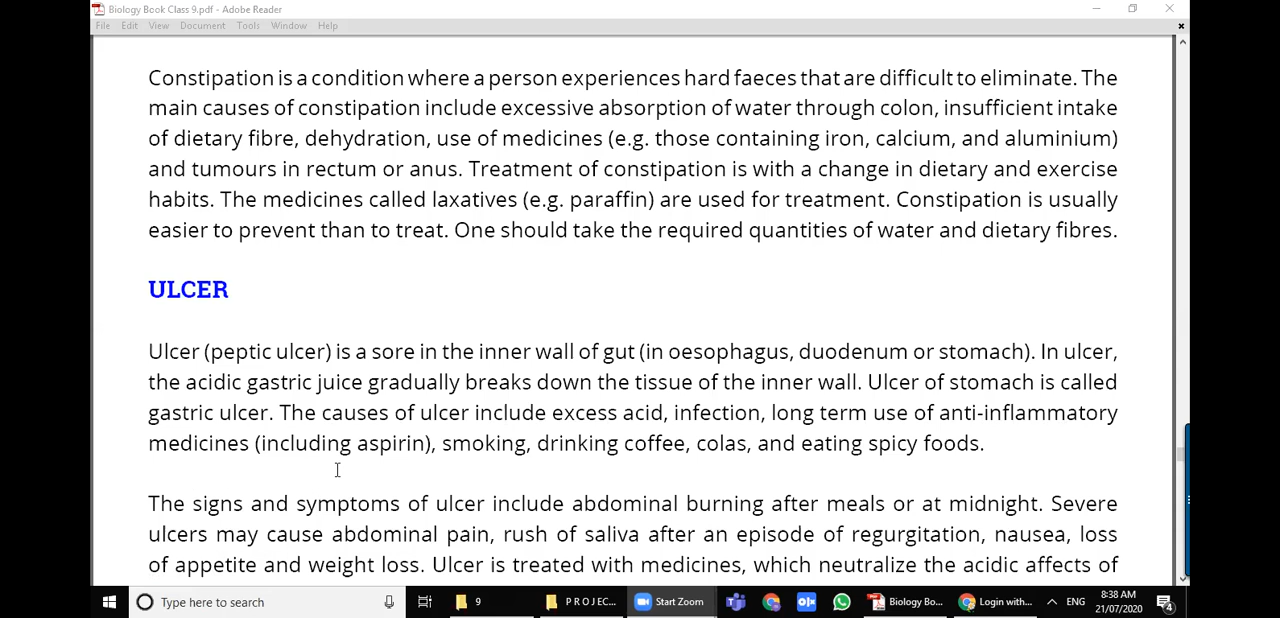 Biology Book Class 9.pdf - Adobe Reader
File Edit View Document Tools Window Help
Constipation is a condition where a person experiences hard faeces that are difficult to eliminate. The
main causes of constipation include excessive absorption of water through colon, insufficient intake
of dietary fibre, dehydration, use of medicines (e.g. those containing iron, calcium, and aluminium)
and tumours in rectum or anus. Treatment of constipation is with a change in dietary and exercise
habits. The medicines called laxatives (e.g. paraffin) are used for treatment. Constipation is usually
easier to prevent than to treat. One should take the required quantities of water and dietary fibres.
ULCER
Ulcer (peptic ulcer) is a sore in the inner wall of gut (in oesophagus, duodenum or stomach). In ulcer,
the acidic gastric juice gradually breaks down the tissue of the inner wall. Ulcer of stomach is called
gastric ulcer. The causes of ulcer include excess acid, infection, long term use of anti-inflammatory
medicines (including aspirin), smoking, drinking coffee, colas, and eating spicy foods.
The signs and symptoms of ulcer include abdominal burning after meals or at midnight. Severe
ulcers may cause abdominal pain, rush of saliva after an episode of regurgitation, nausea, loss
of appetite and weight loss. Ulcer is treated with medicines, which neutralize the acidic affects of
Type here to search 9 P R O J EC... Start Zoom Biology Bo... Login with... ENG 8:38 AM
21/07/2020 4